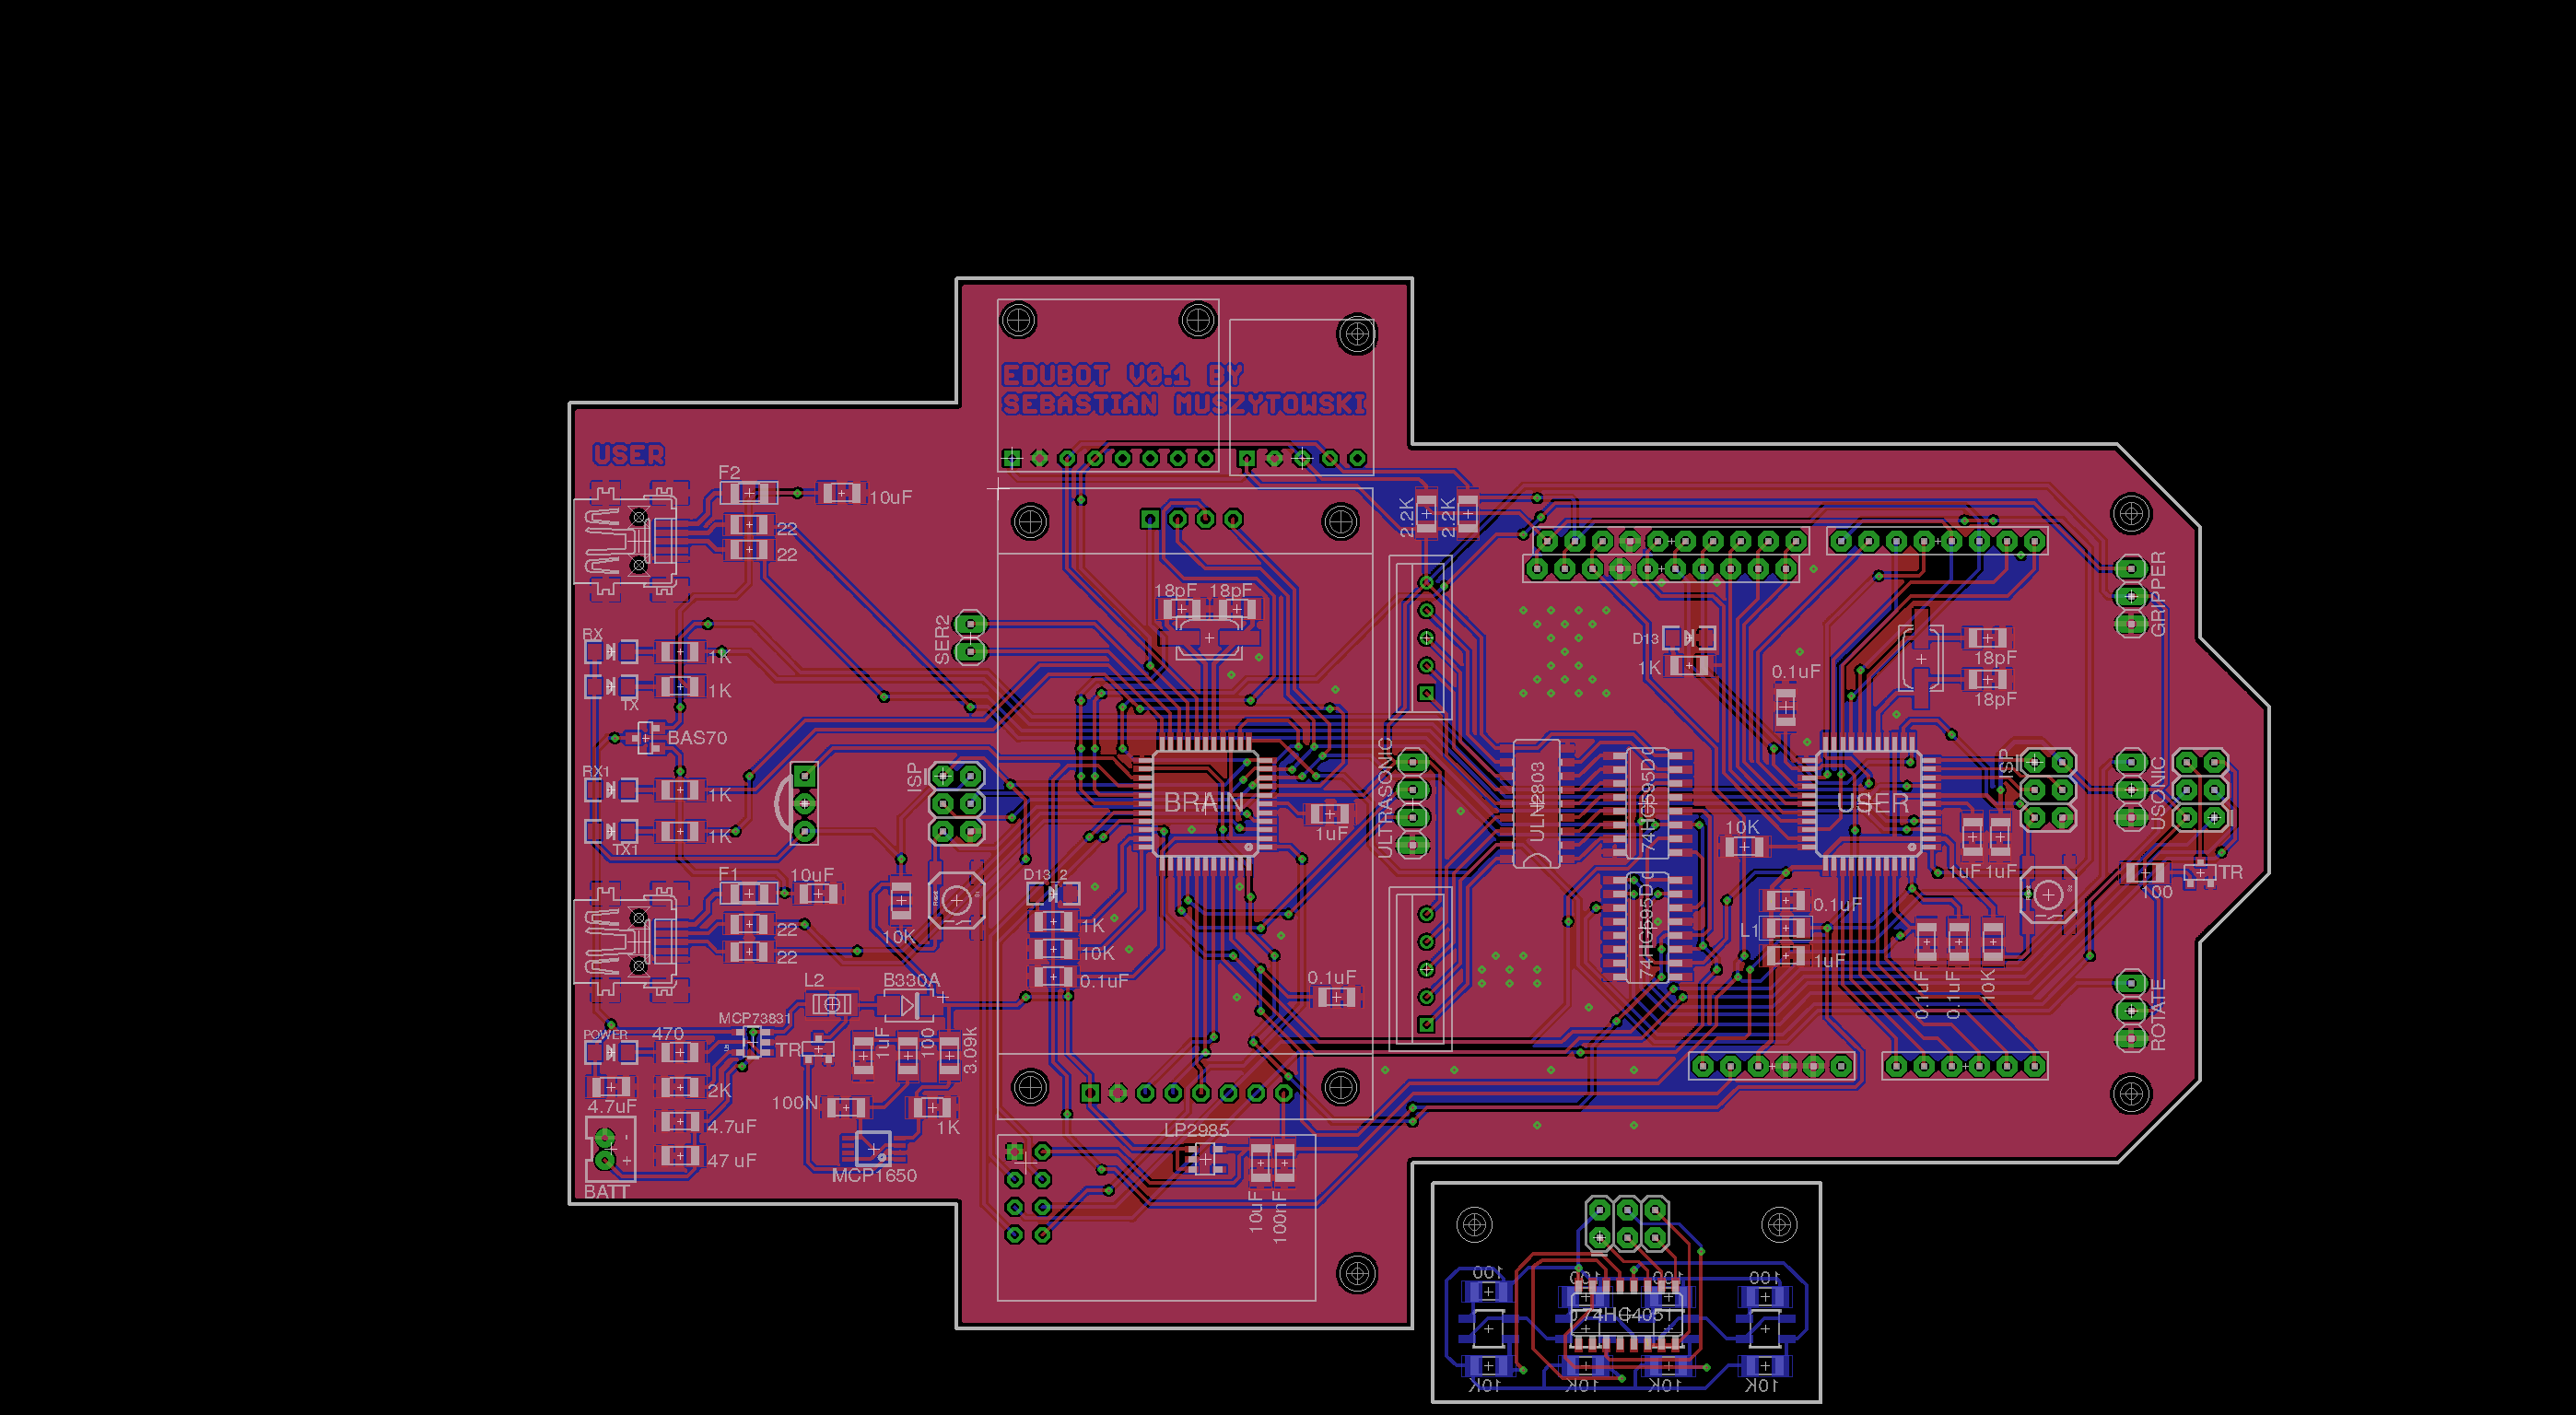 EDUBOT V0.1 BY
SEBASTIAN MUSZYTOWSKI
USER
F2
10uF
22
22
2.2K
2.2K
GRIPPER
18pF
18pF
SER2
RX
1K
D13
1K
18pF
0.1uF
1K
TX
18pF
BAS70
ISP
ULTRASONIC
ISP
USONIC
RX1
1K
BRAIN
ULN2803
74HC595D
USER
1K
TX1
1uF
10K
F1
10uF
D13_2
1uF
1uF
TR
100
22
10K
1K
74HC595D
0.1uF
L1
22
10K
1uF
L2
B330A
0.1uF
0.1uF
0.1uF
0.1uF
10K
ROTATE
MCP73831
POWER
470
TR
1uF
100
3.09k
2K
4.7uF
100N
1K
4.7uF
LP2985
47 uF
MCP1650
BATT
- 
+
10uF
100nF
100
100
100
100
74HC4051
10K
10K
10K
10K